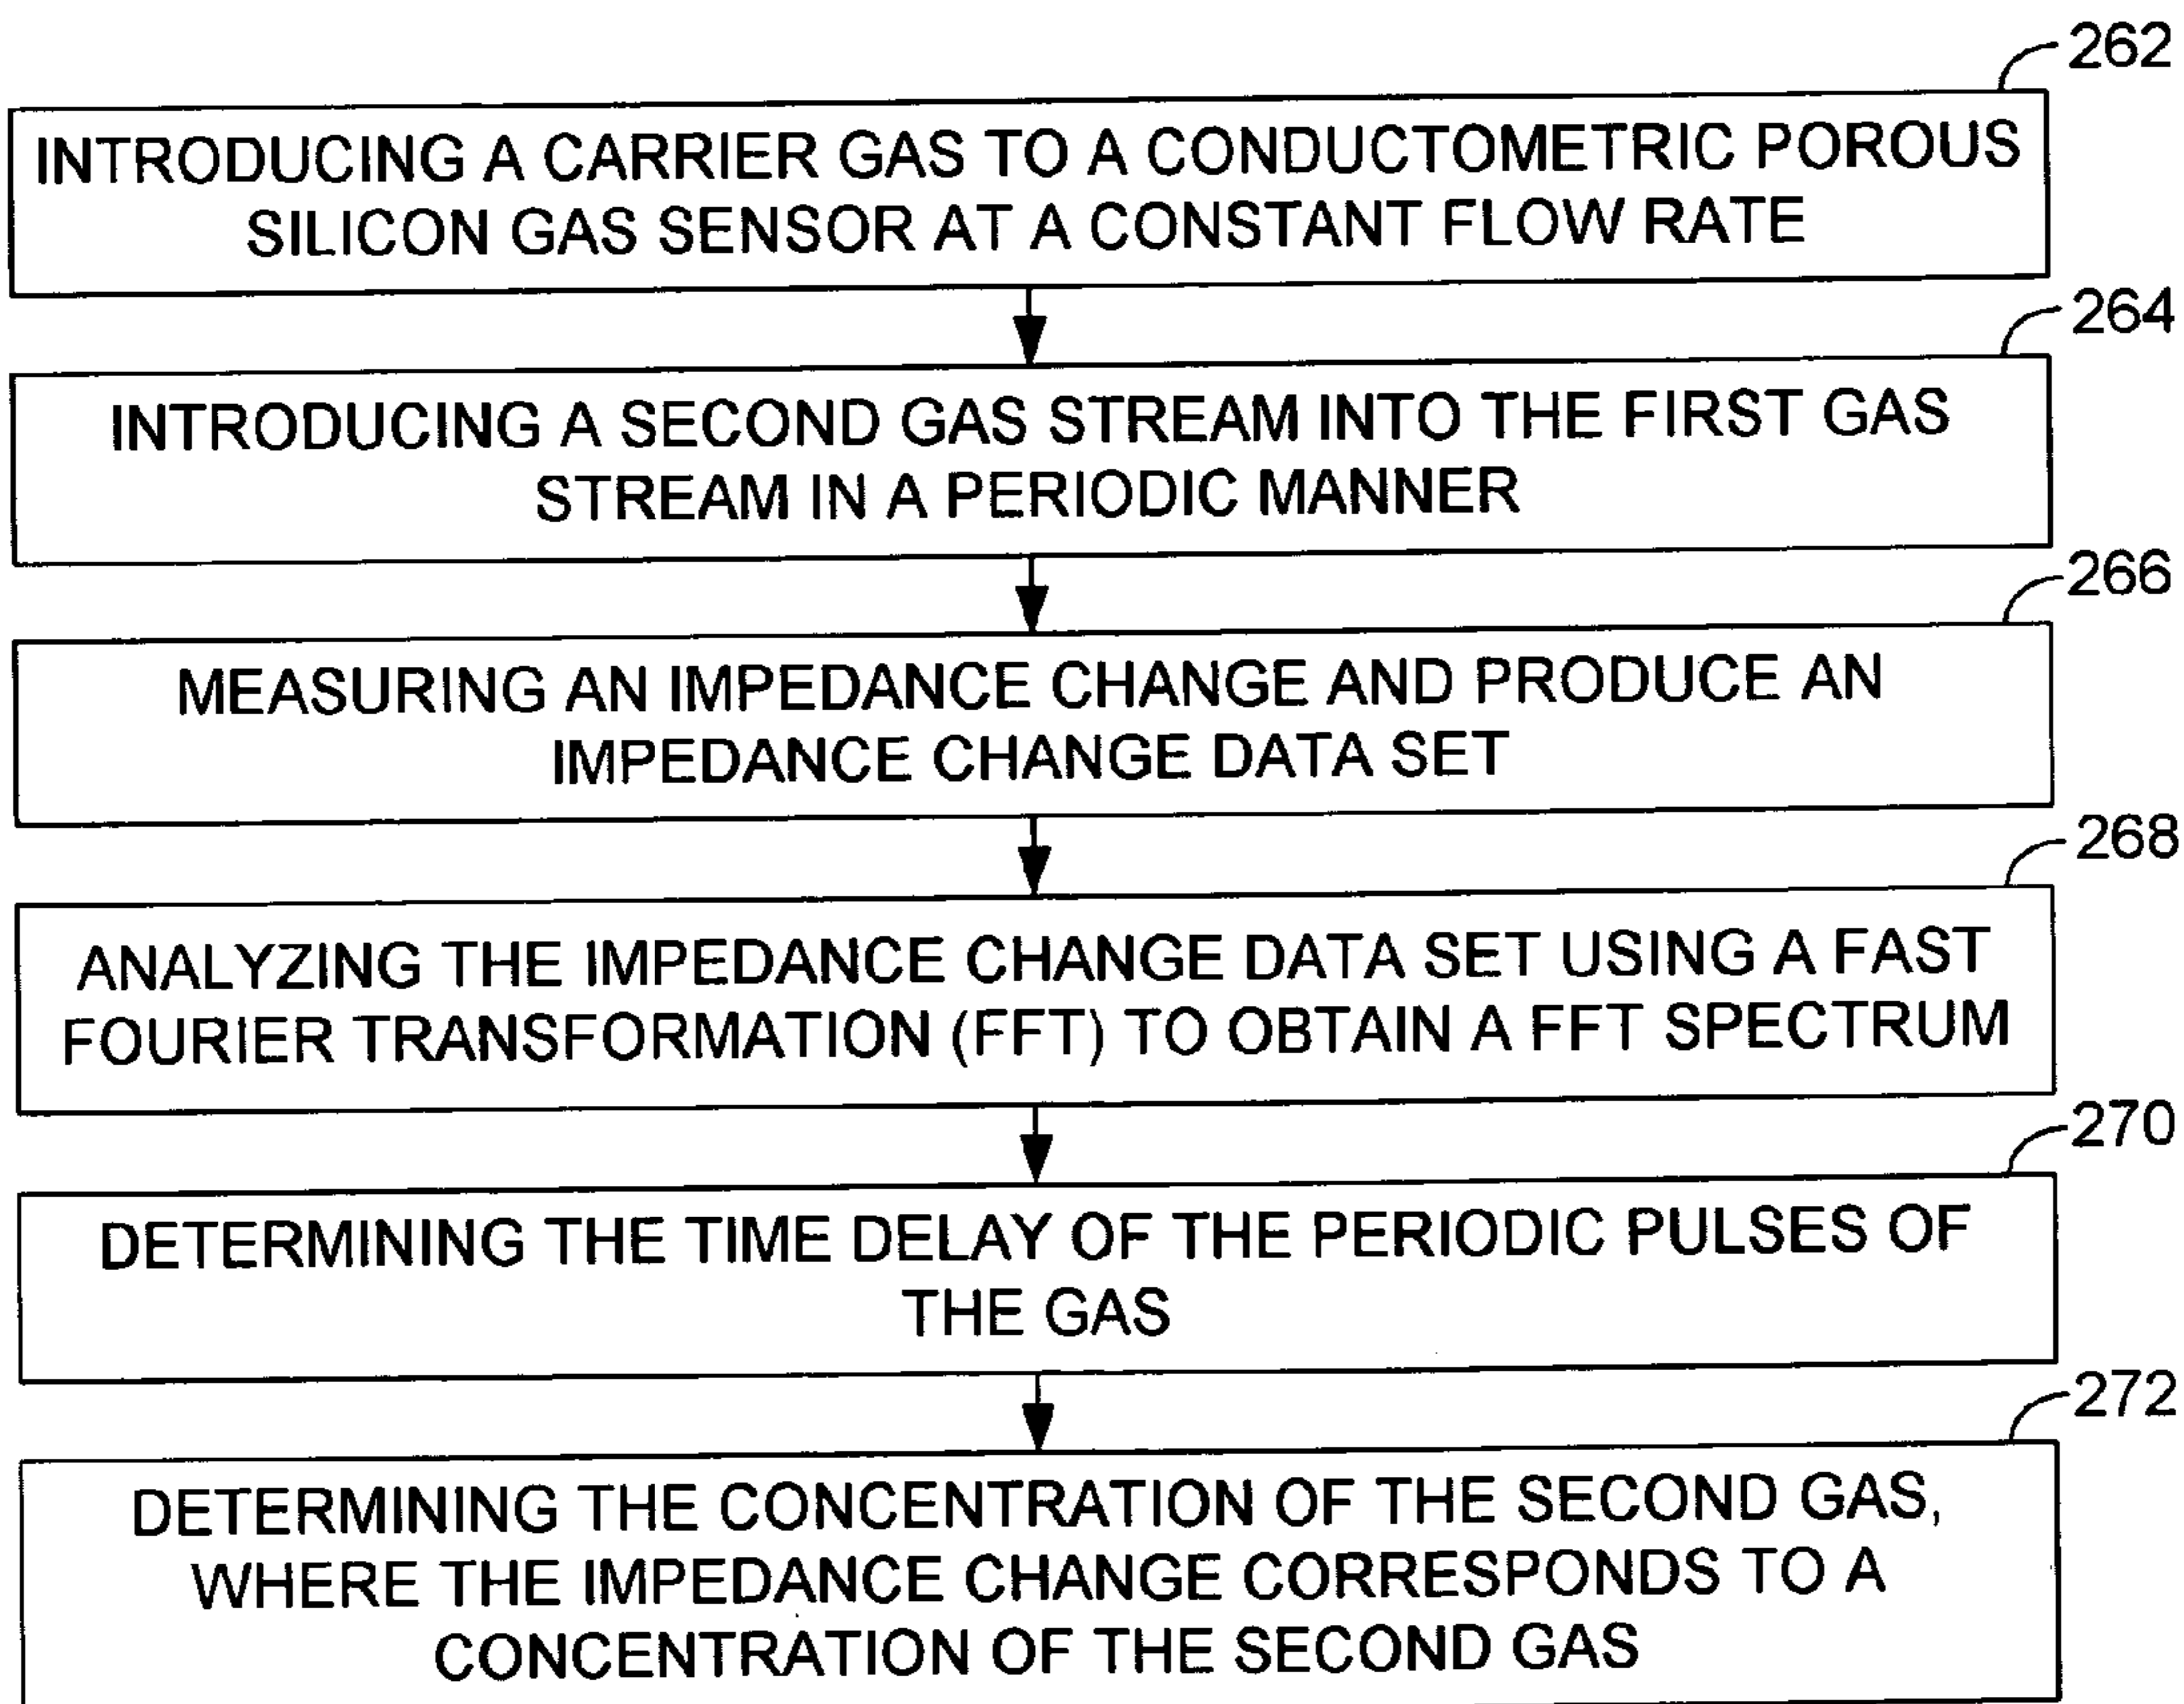 262
INTRODUCING A CARRIER GAS TO A CONDUCTOMETRIC POROUS
SILICON GAS SENSOR AT A CONSTANT FLOW RATE
264
INTRODUCING A SECOND GAS STREAM INTO THE FIRST GAS
STREAM IN A PERIODIC MANNER
266
MEASURING AN IMPEDANCE CHANGE AND PRODUCE AN
IMPEDANCE CHANGE DATA SET
268
ANALYZING THE IMPEDANCE CHANGE DATA SET USING A FAST
FOURIER TRANSFORMATION (FFT) TO OBTAIN A FFT SPECTRUM
270
DETERMINING THE TIME DELAY OF THE PERIODIC PULSES OF
THE GAS
272
DETERMINING THE CONCENTRATION OF THE SECOND GAS,
WHERE THE IMPEDANCE CHANGE CORRESPONDS TO A
CONCENTRATION OF THE SECOND GAS